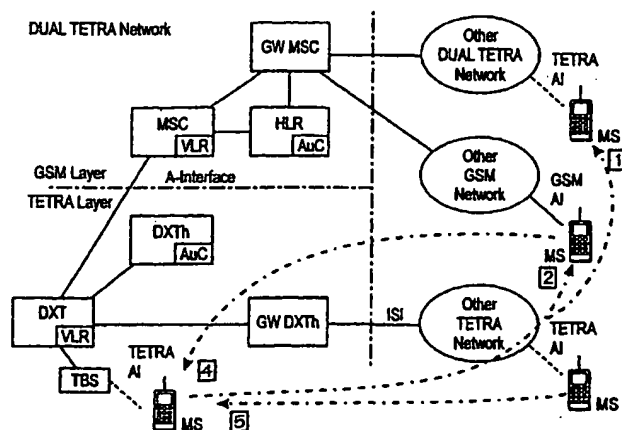 DUAL TETRA Network
GW MSC
Other
DUAL TETRA
Network
TETRA
AI
MS
1
MSC
VLR
HLR
AuC
GSM Layer
A-Interface
TETRA Layer
Other
GSM
Network
GSM
AI
MS
2
DXTh
AuC
DXT
VLR
GW DXTh
ISI
Other
TETRA
Network
TETRA
AI
MS
TBS
TETRA
AI
4
MS
5